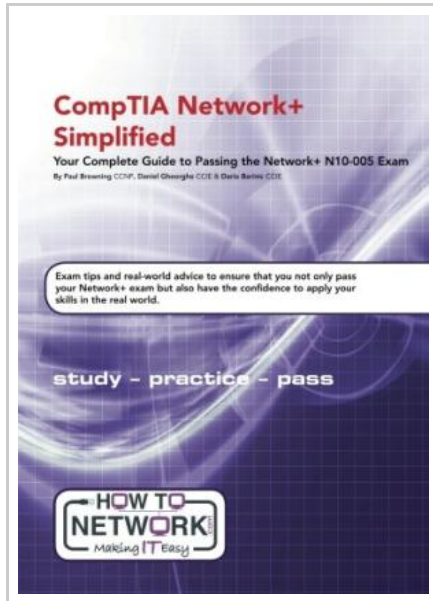 CompTIA Network+
Simplified
Your Complete Guide to Passing the Network+ N10-005 Exam
By Paul Browning CCNP, Daniel Gheorghe CCIE & Dario Barinic CCIE
Exam tips and real-world advice to ensure that you not only pass
your Network+ exam but also have the confidence to apply your
skills in the real world.
study - practice - pass
HOW TO
NETWORK.com
Making IT Easy